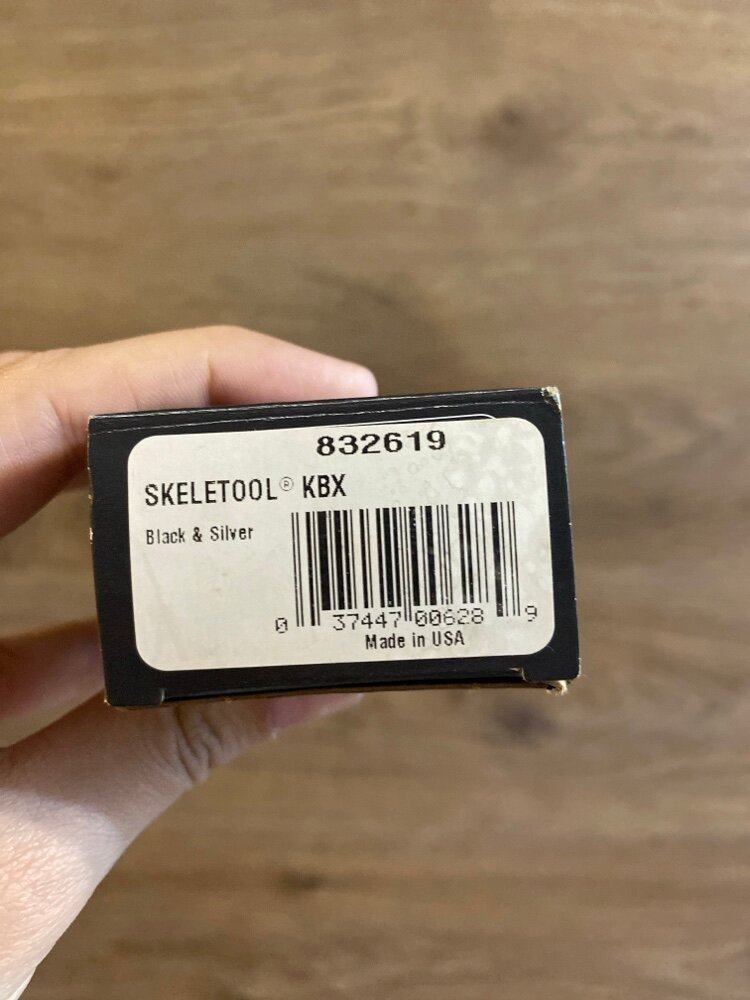 832619
SKELETOOL® KBX
Black & Silver
0 37447 00628 9
Made in USA